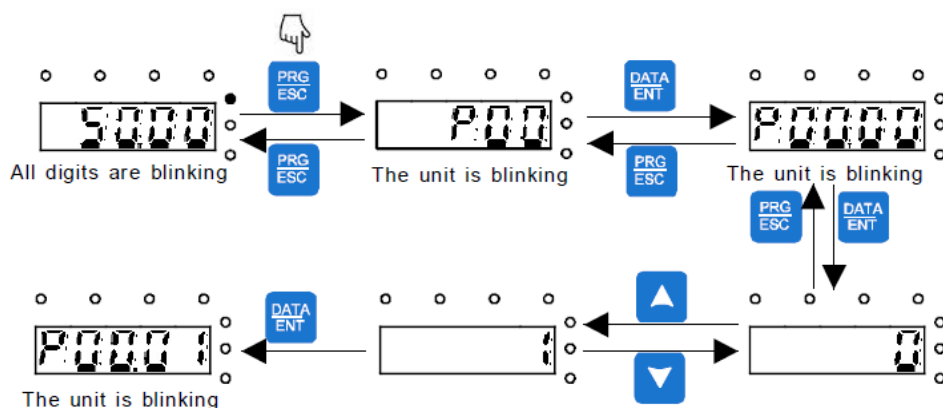 PRG
ESC
50.00
All digits are blinking
PRG
ESC
P00
The unit is blinking
DATA
ENT
PRG
ESC
P00.00
The unit is blinking
PRG
ESC
DATA
ENT
P00.01
The unit is blinking
DATA
ENT
1
0